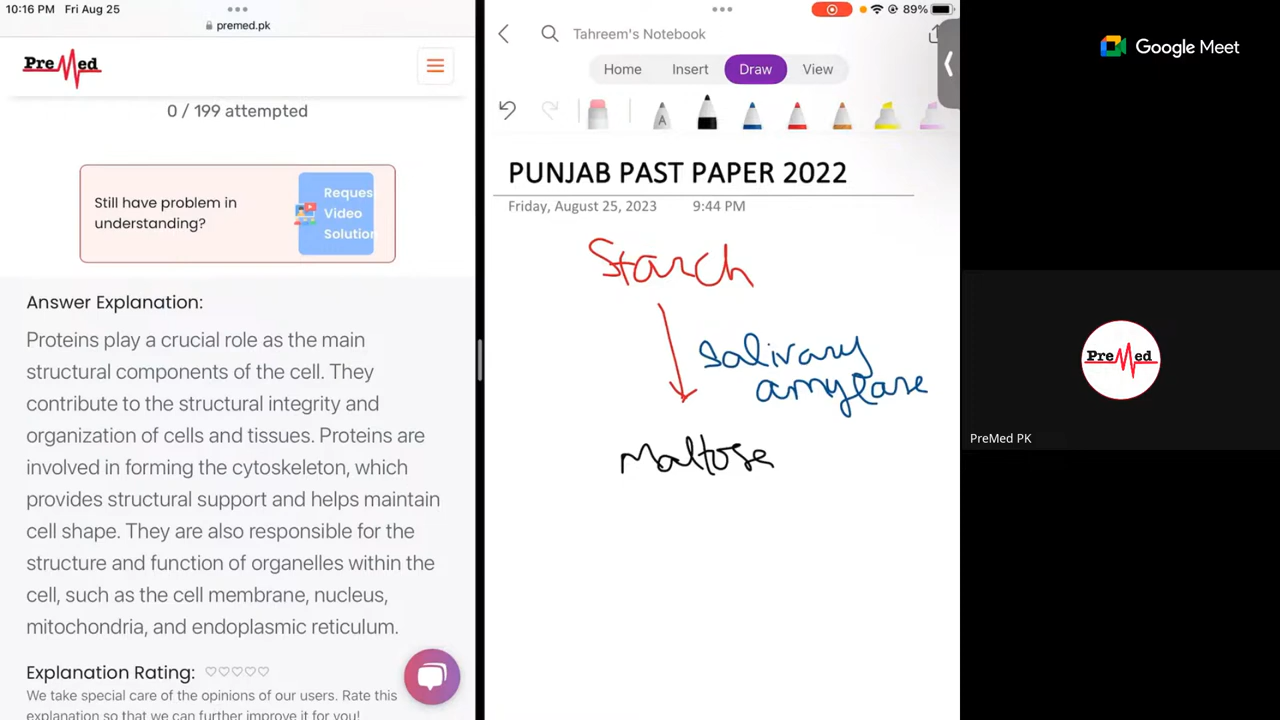 10:16 PM Fri Aug 25
premed.pk
PreMed
0 / 199 attempted
Still have problem in
understanding?
Reques
Video
Solution
Answer Explanation:
Proteins play a crucial role as the main
structural components of the cell. They
contribute to the structural integrity and
organization of cells and tissues. Proteins are
involved in forming the cytoskeleton, which
provides structural support and helps maintain
cell shape. They are also responsible for the
structure and function of organelles within the
cell, such as the cell membrane, nucleus,
mitochondria, and endoplasmic reticulum.
Explanation Rating:
We take special care of the opinions of our users. Rate this
explanation so that we can further improve it for you!
89%
Tahreem's Notebook
Home Insert Draw View
A
PUNJAB PAST PAPER 2022
Friday, August 25, 2023 9:44 PM
Starch
Salivary
amylase
Maltose
Google Meet
PreMed
PreMed PK